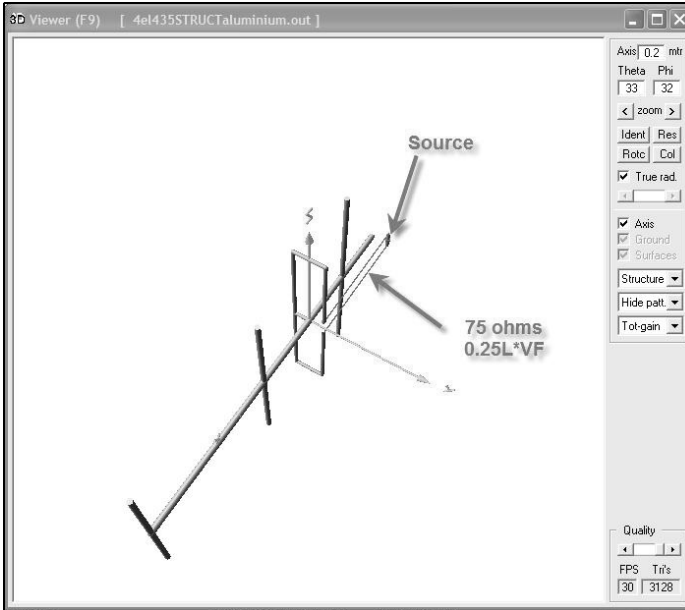 3D Viewer (F9) [ 4el435STRUCTaluminium.out ]
Axis 0.2 mtr
Theta Phi
33 32
< zoom >
Ident Res
Rotc Col
True rad.
Axis
Ground
Surfaces
Structure
Hide patt.
Tot-gain
Source
75 ohms
0.25L*VF
Quality
FPS Tri's
30 3128